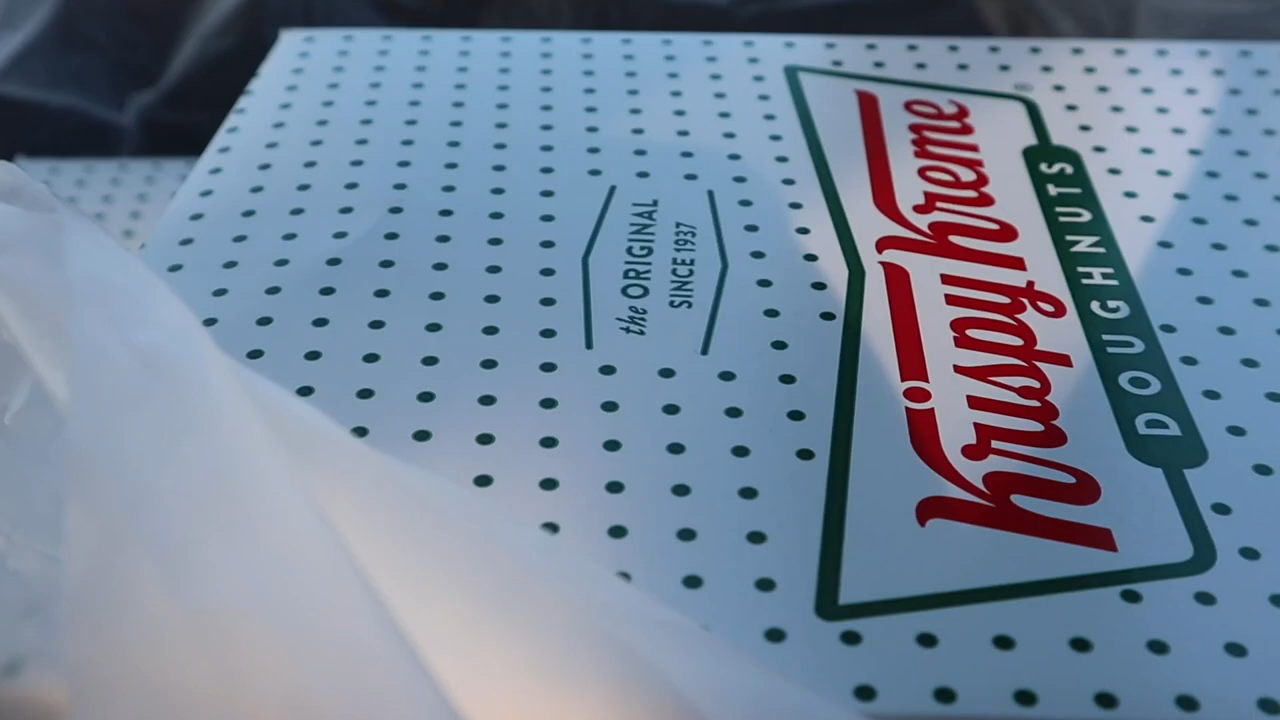 Krispy Kreme
DOUGHNUTS
®
the ORIGINAL
SINCE 1937